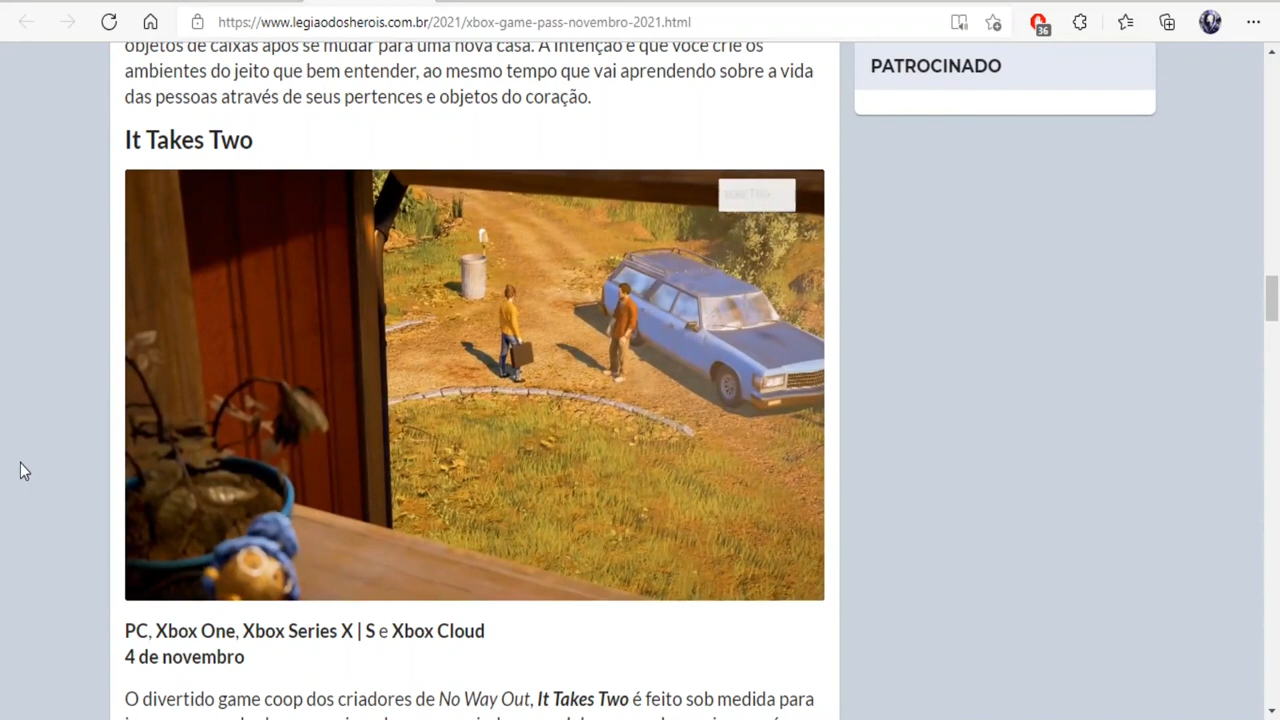 https://www.legiaodosherois.com.br/2021/xbox-game-pass-novembro-2021.html
36
objetos de caixas após se mudar para uma nova casa. A intenção é que você crie os
ambientes do jeito que bem entender, ao mesmo tempo que vai aprendendo sobre a vida
das pessoas através de seus pertences e objetos do coração.
PATROCINADO
It Takes Two
PC, Xbox One, Xbox Series X | S e Xbox Cloud
4 de novembro
O divertido game coop dos criadores de No Way Out, It Takes Two é feito sob medida para